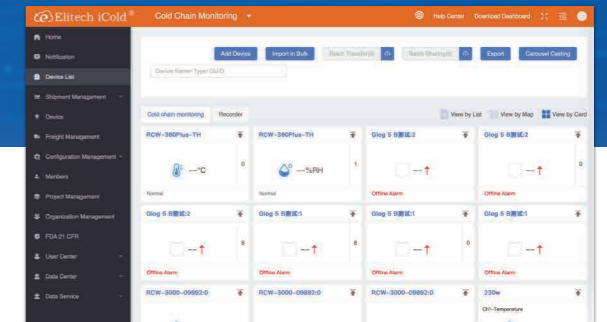 Elitech iCold®
Cold Chain Monitoring
Help Center
Download Dashboard
Home
Notification
Device List
Shipment Management
Device
Freight Management
Configuration Management
Members
Project Management
Organization Management
FDA 21 CFR
User Center
Data Center
Data Service
Add Device
Import in Bulk
Batch Transfer(0)
Batch Sharing(0)
Export
Carousel Casting
Device Name/ Type/ GUID
Cold chain monitoring
Recorder
View by List
View by Map
View by Card
RCW-360Plus-TH
--°C
0
Normal
RCW-360Plus-TH
--%RH
1
Normal
Glog 5 B测试:2
--
Offline Alarm
Glog 5 B测试:2
--
0
Offline Alarm
Glog 5 B测试:2
--
8
Offline Alarm
Glog 5 B测试:1
--
8
Offline Alarm
Glog 5 B测试:1
--
0
Offline Alarm
Glog 5 B测试:1
--
Offline Alarm
RCW-3000-09892:0
RCW-3000-09892:0
RCW-3000-09892:0
230w
CH1-Temperature